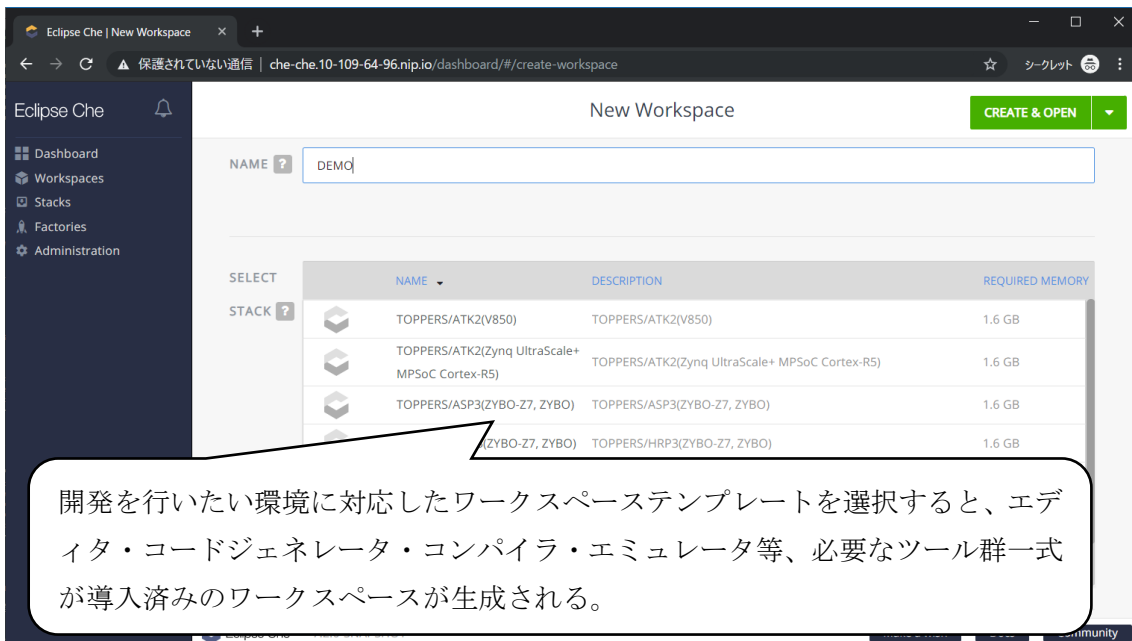 Eclipse Che | New Workspace
保護されていない通信 | che-che.10-109-64-96.nip.io/dashboard/#/create-workspace
シークレット
Eclipse Che
New Workspace
CREATE & OPEN
Dashboard
Workspaces
Stacks
Factories
Administration
NAME ?
DEMO
SELECT
STACK ?
NAME DESCRIPTION REQUIRED MEMORY
TOPPERS/ATK2(V850) TOPPERS/ATK2(V850) 1.6 GB
TOPPERS/ATK2(Zynq UltraScale+
MPSoC Cortex-R5) TOPPERS/ATK2(Zynq UltraScale+ MPSoC Cortex-R5) 1.6 GB
TOPPERS/ASP3(ZYBO-Z7, ZYBO) TOPPERS/ASP3(ZYBO-Z7, ZYBO) 1.6 GB
(ZYBO-Z7, ZYBO) TOPPERS/HRP3(ZYBO-Z7, ZYBO) 1.6 GB
開発を行いたい環境に対応したワークスペーステンプレートを選択すると、エデ
ィタ・コードジェネレータ・コンパイラ・エミュレータ等、必要なツール群一式
が導入済みのワークスペースが生成される。